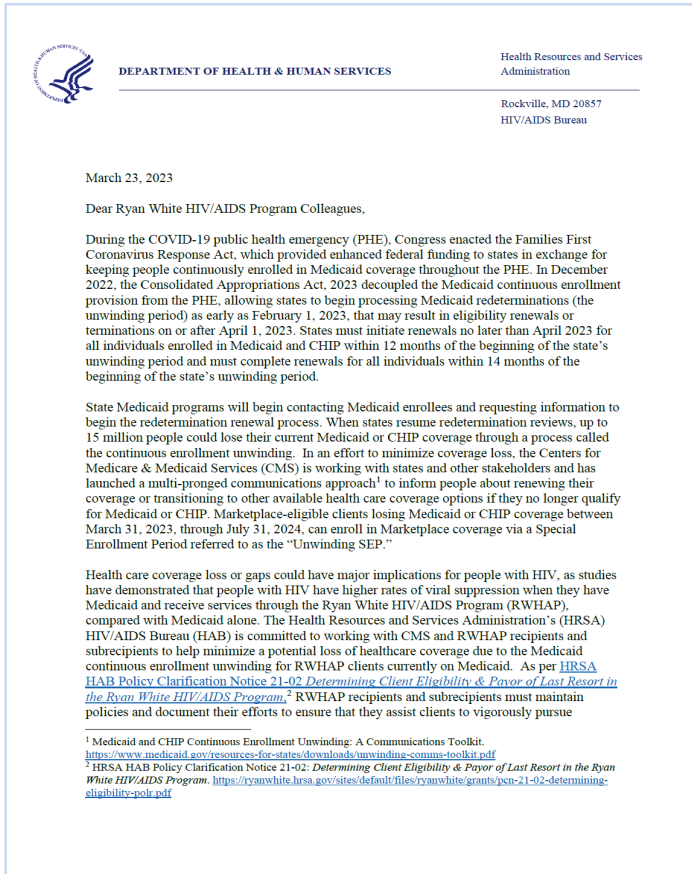 DEPARTMENT OF HEALTH & HUMAN SERVICES
Health Resources and Services
Administration
Rockville, MD 20857
HIV/AIDS Bureau
March 23, 2023
Dear Ryan White HIV/AIDS Program Colleagues,
During the COVID-19 public health emergency (PHE), Congress enacted the Families First
Coronavirus Response Act, which provided enhanced federal funding to states in exchange for
keeping people continuously enrolled in Medicaid coverage throughout the PHE. In December
2022, the Consolidated Appropriations Act, 2023 decoupled the Medicaid continuous enrollment
provision from the PHE, allowing states to begin processing Medicaid redeterminations (the
unwinding period) as early as February 1, 2023, that may result in eligibility renewals or
terminations on or after April 1, 2023. States must initiate renewals no later than April 2023 for
all individuals enrolled in Medicaid and CHIP within 12 months of the beginning of the state's
unwinding period and must complete renewals for all individuals within 14 months of the
beginning of the state's unwinding period.
State Medicaid programs will begin contacting Medicaid enrollees and requesting information to
begin the redetermination renewal process. When states resume redetermination reviews, up to
15 million people could lose their current Medicaid or CHIP coverage through a process called
the continuous enrollment unwinding. In an effort to minimize coverage loss, the Centers for
Medicare & Medicaid Services (CMS) is working with states and other stakeholders and has
launched a multi-pronged communications approach1 to inform people about renewing their
coverage or transitioning to other available health care coverage options if they no longer qualify
for Medicaid or CHIP. Marketplace-eligible clients losing Medicaid or CHIP coverage between
March 31, 2023, through July 31, 2024, can enroll in Marketplace coverage via a Special
Enrollment Period referred to as the "Unwinding SEP."
Health care coverage loss or gaps could have major implications for people with HIV, as studies
have demonstrated that people with HIV have higher rates of viral suppression when they have
Medicaid and receive services through the Ryan White HIV/AIDS Program (RWHAP),
compared with Medicaid alone. The Health Resources and Services Administration's (HRSA)
HIV/AIDS Bureau (HAB) is committed to working with CMS and RWHAP recipients and
subrecipients to help minimize a potential loss of healthcare coverage due to the Medicaid
continuous enrollment unwinding for RWHAP clients currently on Medicaid. As per HRSA
HAB Policy Clarification Notice 21-02 Determining Client Eligibility & Payor of Last Resort in
the Ryan White HIV/AIDS Program,2 RWHAP recipients and subrecipients must maintain
policies and document their efforts to ensure that they assist clients to vigorously pursue
1 Medicaid and CHIP Continuous Enrollment Unwinding: A Communications Toolkit.
https://www.medicaid.gov/resources-for-states/downloads/unwinding-comms-toolkit.pdf
2 HRSA HAB Policy Clarification Notice 21-02: Determining Client Eligibility & Payor of Last Resort in the Ryan
White HIV/AIDS Program. https://ryanwhite.hrsa.gov/sites/default/files/ryanwhite/grants/pcn-21-02-determining-
eligibility-polr.pdf